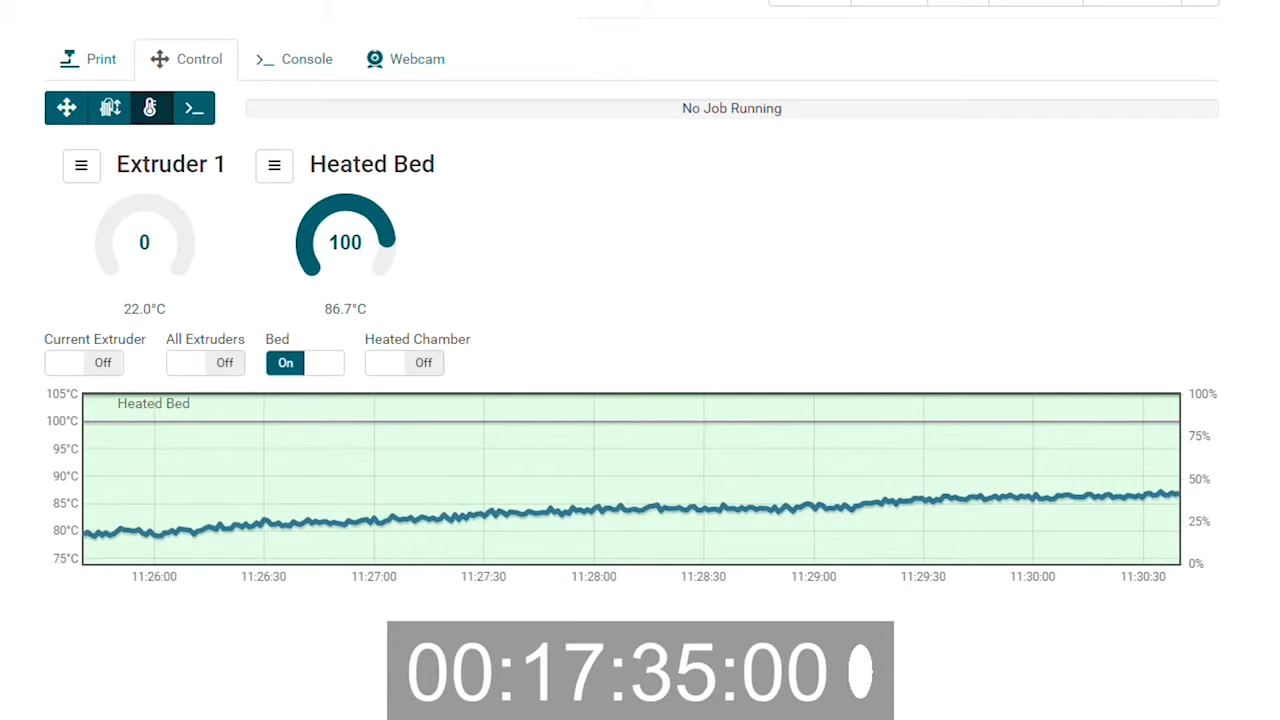 Print Control >_ Console Webcam
>_ No Job Running
Extruder 1 Heated Bed
0 100
22.0°C 86.7°C
Current Extruder All Extruders Bed Heated Chamber
Off Off On Off
105°C 100%
Heated Bed
100°C
75%
95°C
90°C 50%
85°C
25%
80°C
75°C 0%
11:26:00 11:26:30 11:27:00 11:27:30 11:28:00 11:28:30 11:29:00 11:29:30 11:30:00 11:30:30
00:17:35:00